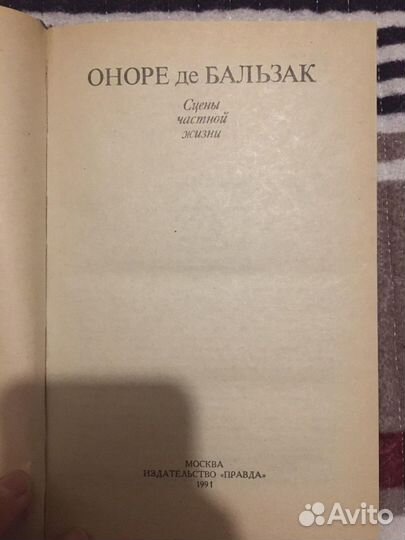 ОНОРЕ де БАЛЬЗАК
Сцены
частной
жизни
МОСКВА
ИЗДАТЕЛЬСТВО «ПРАВДА»
1991
Avito